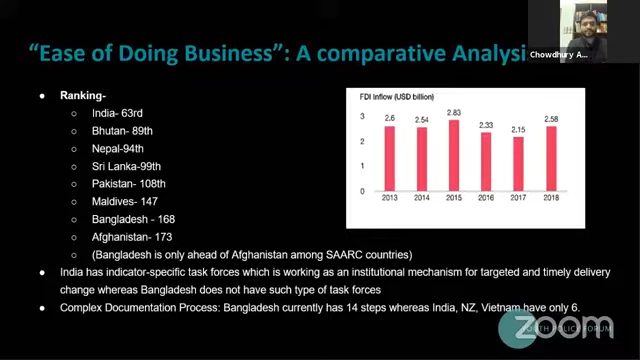 “Ease of Doing Business”: A comparative Analysi
Chowdhury A...
● Ranking-
○ India- 63rd
○ Bhutan- 89th
○ Nepal-94th
○ Sri Lanka-99th
○ Pakistan- 108th
○ Maldives- 147
○ Bangladesh - 168
○ Afghanistan - 173
○ (Bangladesh is only ahead of Afghanistan among SAARC countries)
FDI Inflow (USD billion)
3
2
1
0
2.6 2.54 2.83 2.33 2.15 2.58
2013 2014 2015 2016 2017 2018
● India has indicator-specific task forces which is working as an institutional mechanism for targeted and timely delivery
change whereas Bangladesh does not have such type of task forces
● Complex Documentation Process: Bangladesh currently has 14 steps whereas India, NZ, Vietnam have only 6.
zoom
POLICY FORUM